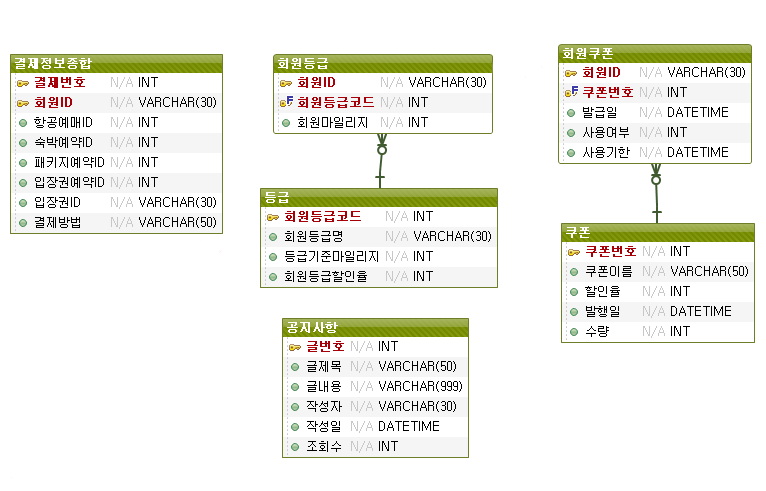 결제정보종합
결제번호 N/A INT
회원ID N/A VARCHAR(30)
항공예매ID N/A INT
숙박예약ID N/A INT
패키지예약ID N/A INT
입장권예약ID N/A INT
입장권ID N/A VARCHAR(30)
결제방법 N/A VARCHAR(50)
회원등급
회원ID N/A VARCHAR(30)
회원등급코드 N/A INT
회원마일리지 N/A INT
등급
회원등급코드 N/A INT
회원등급명 N/A VARCHAR(30)
등급기준마일리지 N/A INT
회원등급할인율 N/A INT
공지사항
글번호 N/A INT
글제목 N/A VARCHAR(50)
글내용 N/A VARCHAR(999)
작성자 N/A VARCHAR(30)
작성일 N/A DATETIME
조회수 N/A INT
회원쿠폰
회원ID N/A VARCHAR(30)
쿠폰번호 N/A INT
발급일 N/A DATETIME
사용여부 N/A INT
사용기한 N/A DATETIME
쿠폰
쿠폰번호 N/A INT
쿠폰이름 N/A VARCHAR(50)
할인율 N/A INT
발행일 N/A DATETIME
수량 N/A INT